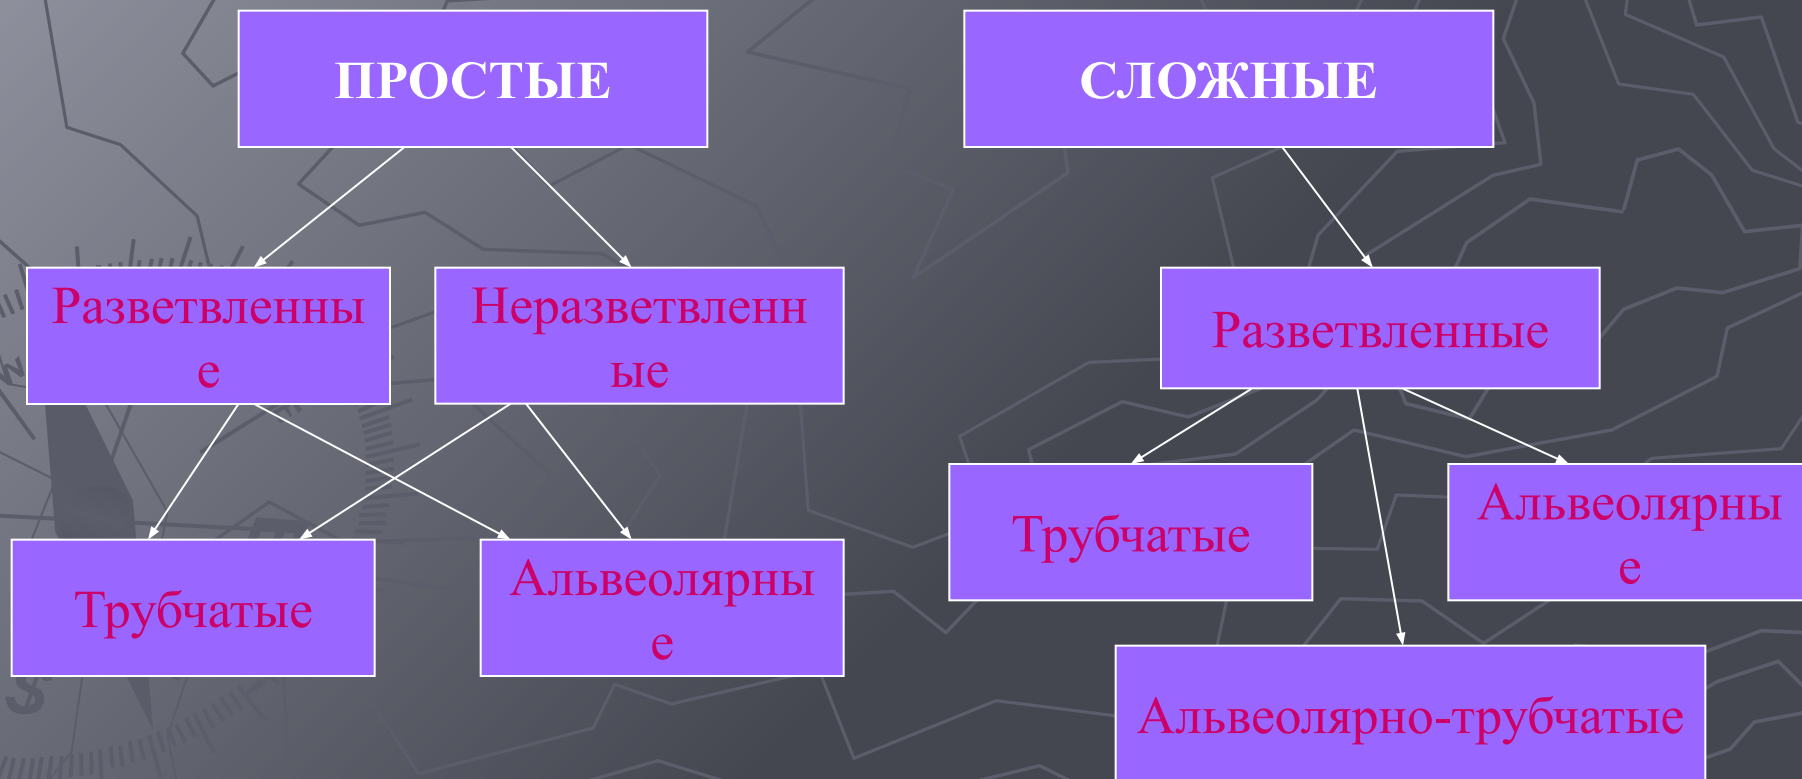 ПРОСТЫЕ
СЛОЖНЫЕ
Разветвленны
е
Неразветвленн
ые
Разветвленные
Трубчатые
Альвеолярны
е
Трубчатые
Альвеолярны
е
Альвеолярно-трубчатые